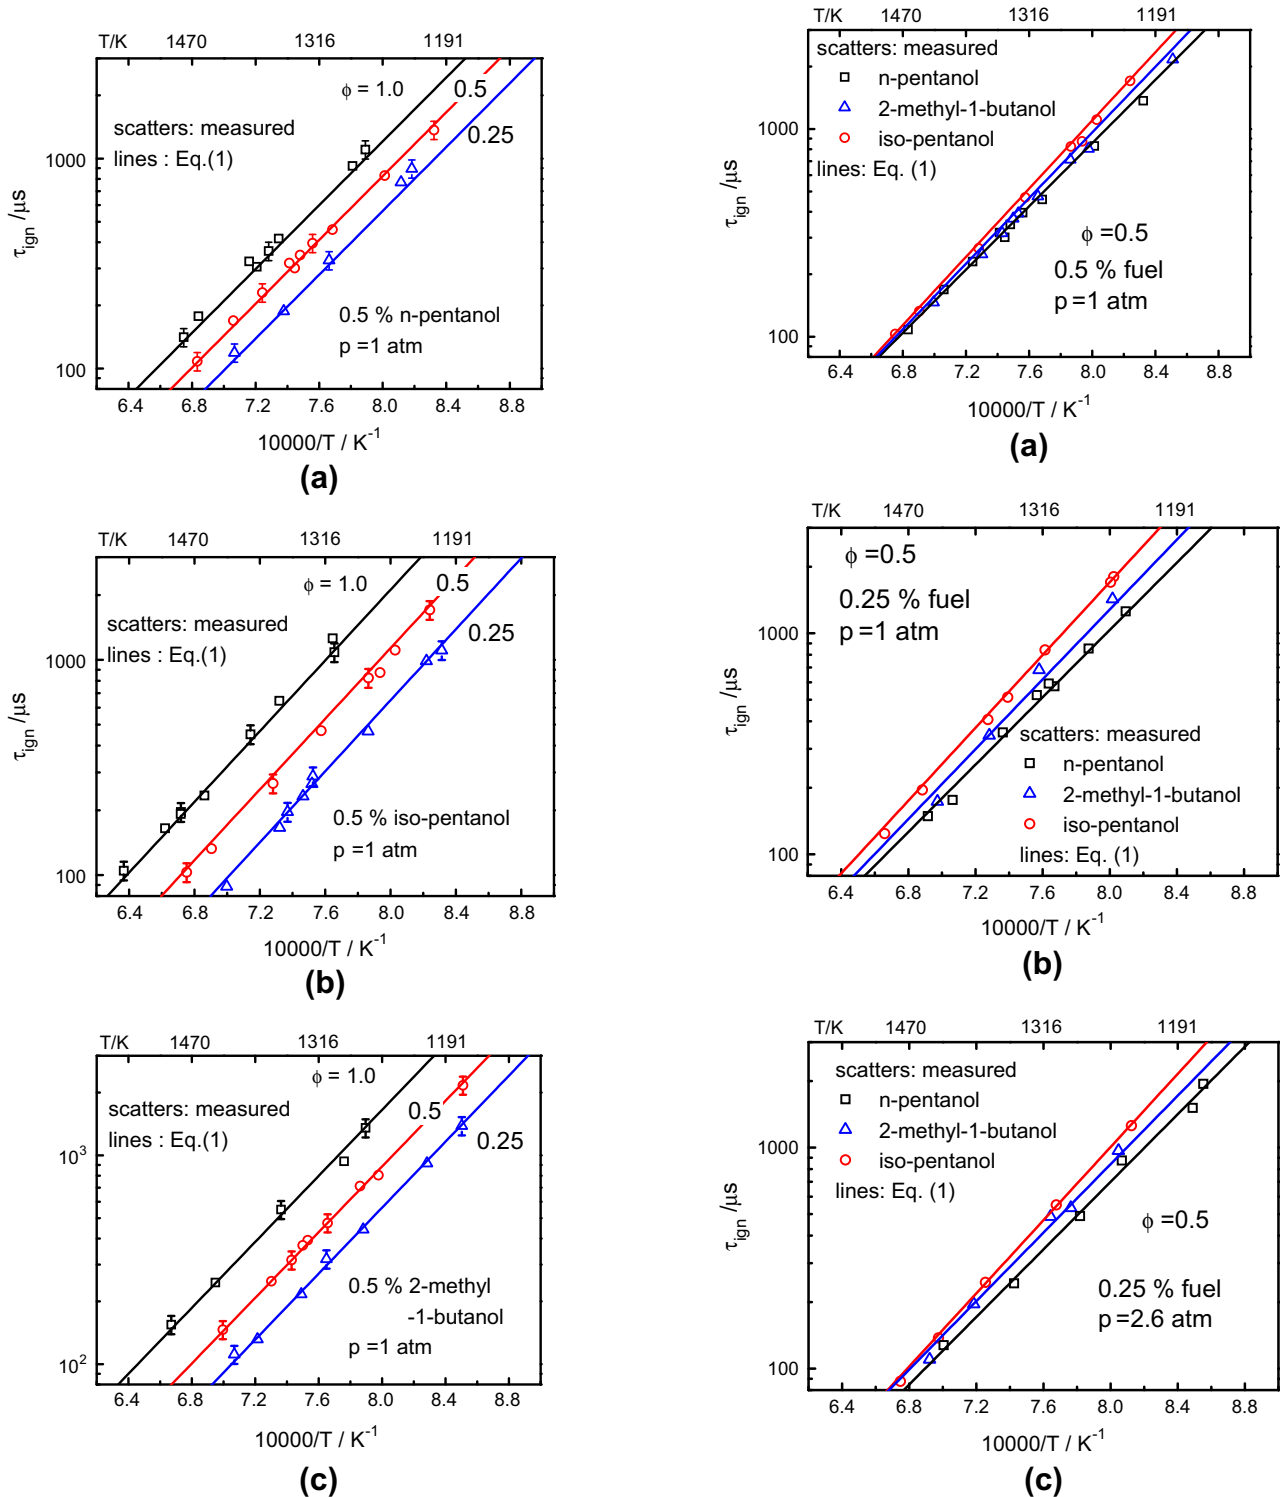 T/K 1470 1316 1191
ϕ = 1.0
0.5
0.25
scatters: measured
lines : Eq.(1)
0.5 % n-pentanol
p =1 atm
1000
100
τign /μs
6.4 6.8 7.2 7.6 8.0 8.4 8.8
10000/T / K-1
(a)
T/K 1470 1316 1191
ϕ = 1.0
0.5
0.25
scatters: measured
lines : Eq.(1)
0.5 % iso-pentanol
p =1 atm
1000
100
τign /μs
6.4 6.8 7.2 7.6 8.0 8.4 8.8
10000/T / K-1
(b)
T/K 1470 1316 1191
ϕ = 1.0
0.5
0.25
scatters: measured
lines : Eq.(1)
0.5 % 2-methyl
-1-butanol
p =1 atm
10³
10²
τign /μs
6.4 6.8 7.2 7.6 8.0 8.4 8.8
10000/T / K-1
(c)
T/K 1470 1316 1191
scatters: measured
n-pentanol
2-methyl-1-butanol
iso-pentanol
lines: Eq. (1)
ϕ =0.5
0.5 % fuel
p =1 atm
1000
100
τign /μs
6.4 6.8 7.2 7.6 8.0 8.4 8.8
10000/T / K-1
(a)
T/K 1470 1316 1191
ϕ =0.5
0.25 % fuel
p =1 atm
scatters: measured
n-pentanol
2-methyl-1-butanol
iso-pentanol
lines: Eq. (1)
1000
100
τign /μs
6.4 6.8 7.2 7.6 8.0 8.4 8.8
10000/T / K-1
(b)
T/K 1470 1316 1191
scatters: measured
n-pentanol
2-methyl-1-butanol
iso-pentanol
lines: Eq. (1)
ϕ =0.5
0.25 % fuel
p =2.6 atm
1000
100
τign /μs
6.4 6.8 7.2 7.6 8.0 8.4 8.8
10000/T / K-1
(c)